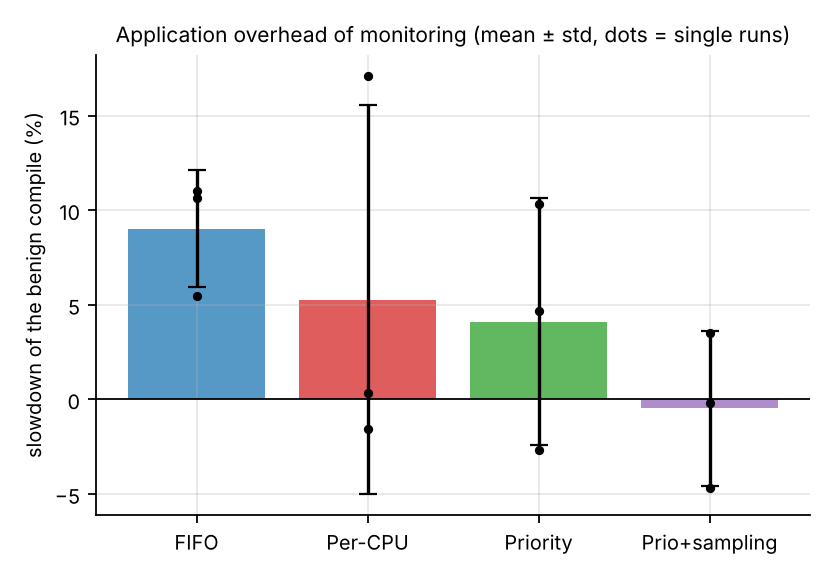 Application overhead of monitoring (mean ± std, dots = single runs)
slowdown of the benign compile (%)
15
10
5
0
−5
FIFO
Per-CPU
Priority
Prio+sampling